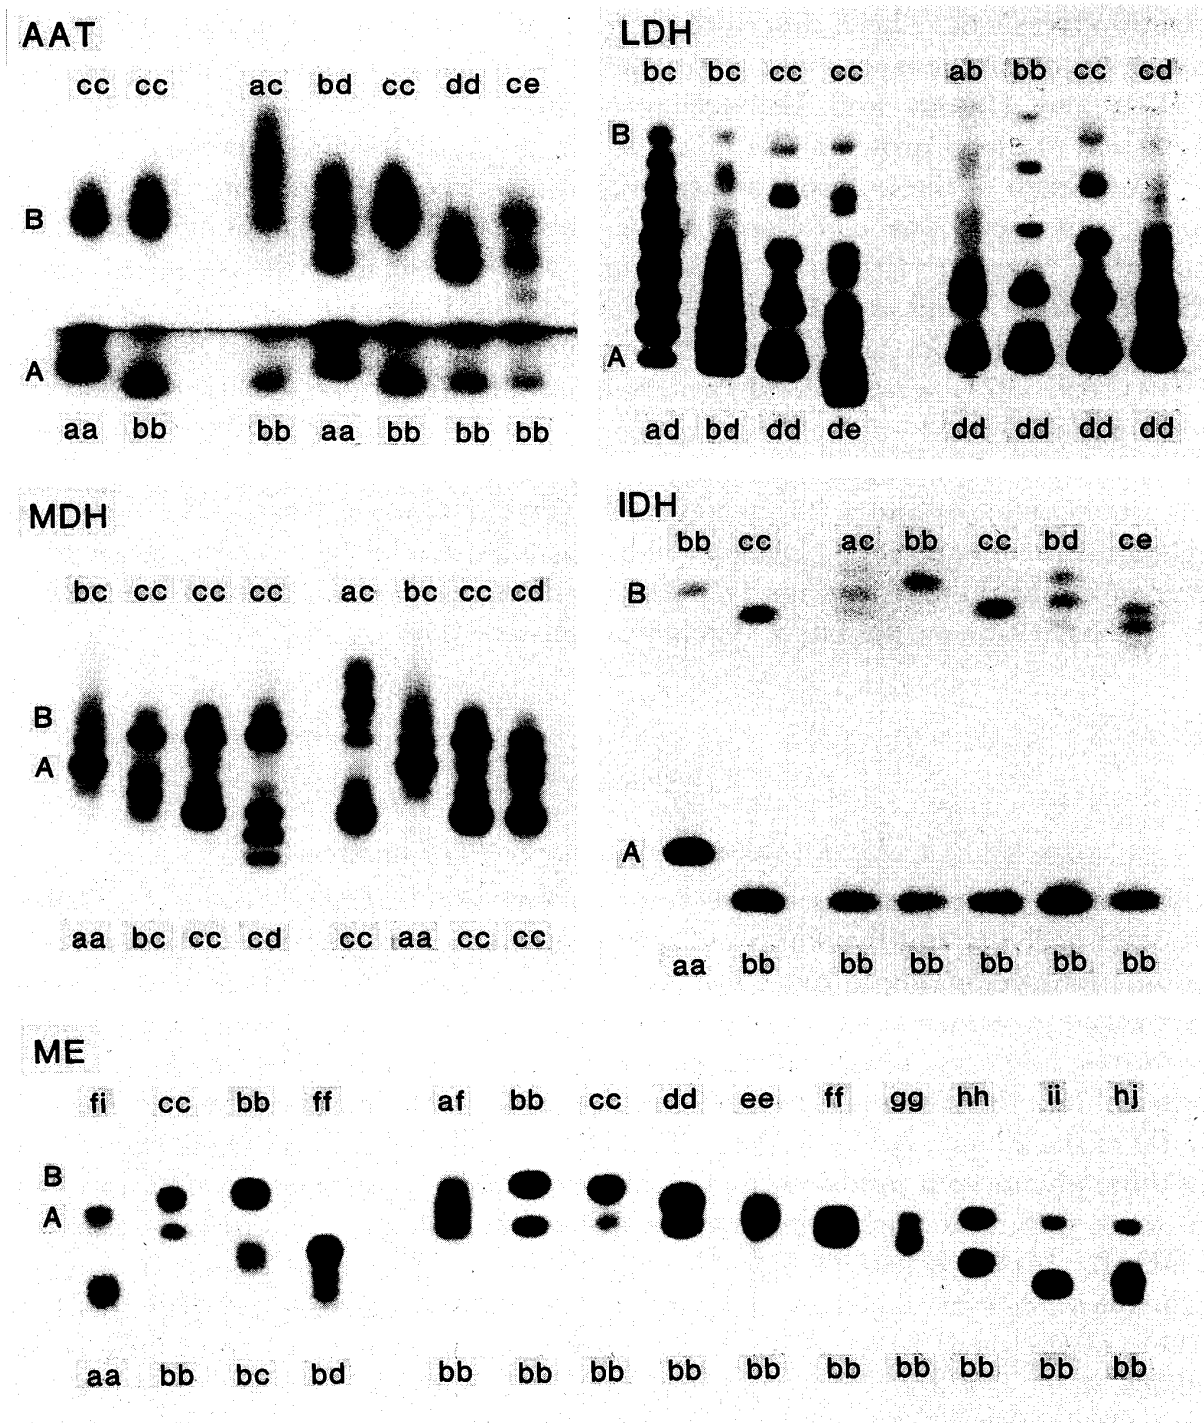 AAT
cc cc ac bd cc dd ce
B
A
aa bb bb aa bb bb bb
LDH
bc bc cc cc ab bb cc cd
B
A
ad bd dd de dd dd dd dd
MDH
bc cc cc cc ac bc cc cd
B
A
aa bc cc cd cc aa cc cc
IDH
bb cc ac bb cc bd ce
B
A
aa bb bb bb bb bb bb
ME
fi cc bb ff af bb cc dd ee ff gg hh ii hj
B
A
aa bb bc bd bb bb bb bb bb bb bb bb bb bb